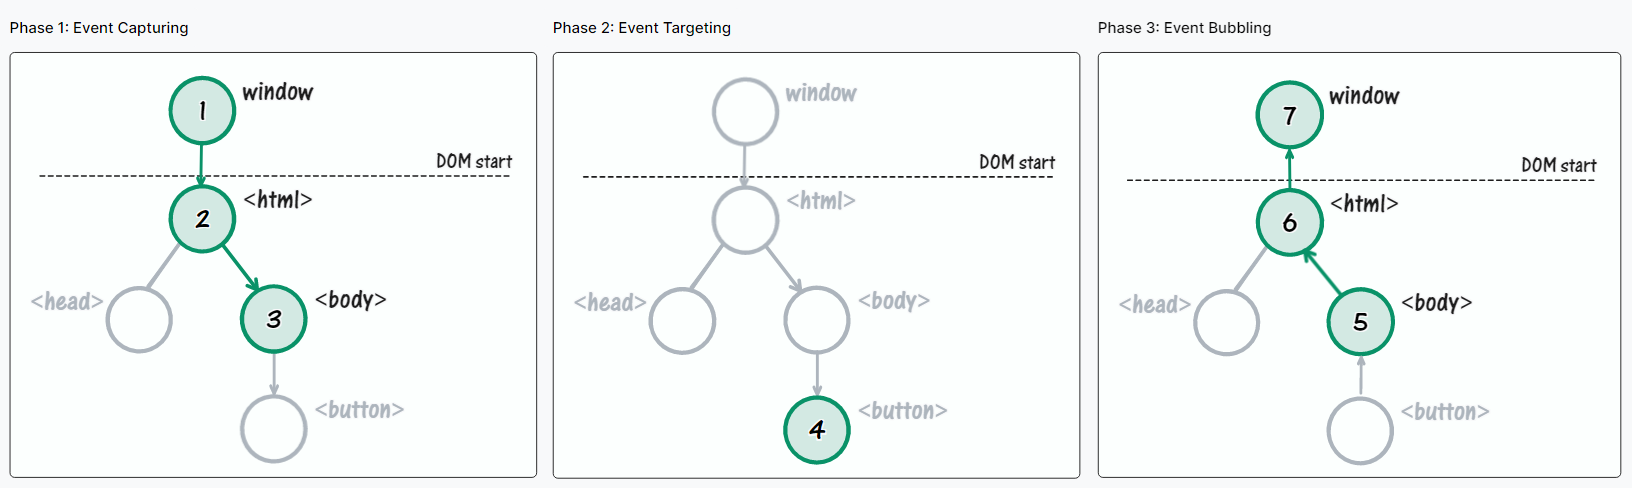 Phase 1: Event Capturing
1
window
DOM start
2
<html>
<head>
3
<body>
<button>
Phase 2: Event Targeting
window
DOM start
<html>
<head>
<body>
4
<button>
Phase 3: Event Bubbling
7
window
DOM start
6
<html>
<head>
5
<body>
<button>